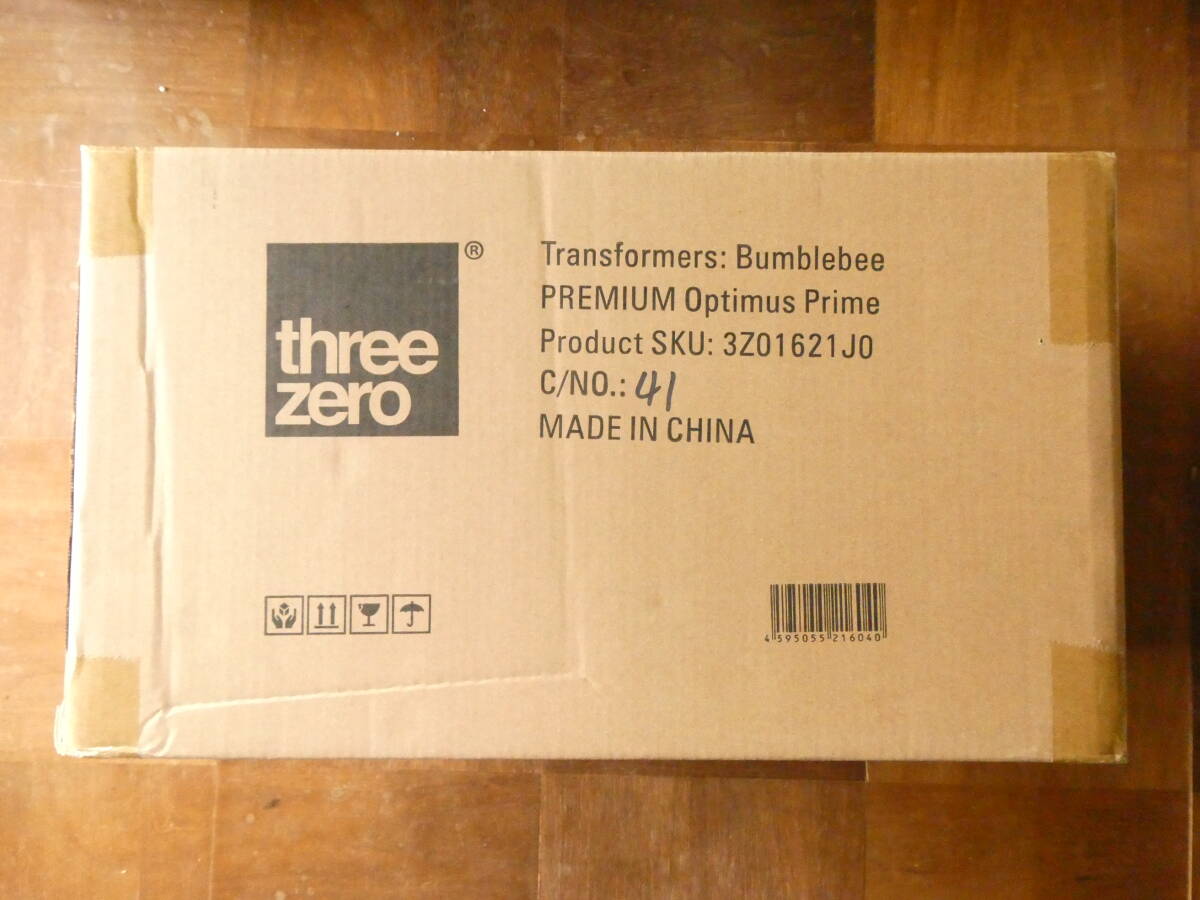 three
zero
®
Transformers: Bumblebee
PREMIUM Optimus Prime
Product SKU: 3Z01621J0
C/NO.: 41
MADE IN CHINA
4 595055 216040